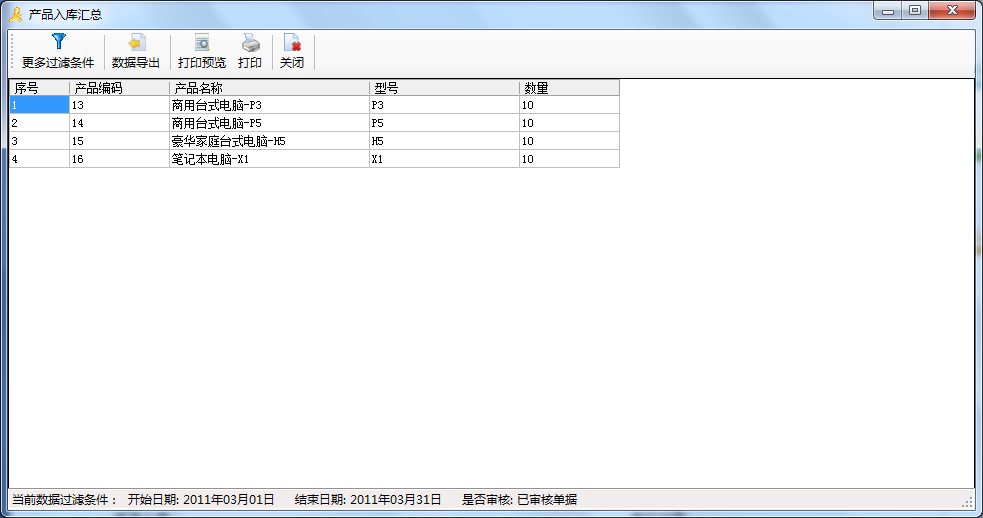 产品入库汇总
更多过滤条件 数据导出 打印预览 打印 关闭
序号 产品编码 产品名称 型号 数量
1 13 商用台式电脑-P3 P3 10
2 14 商用台式电脑-P5 P5 10
3 15 豪华家庭台式电脑-H5 H5 10
4 16 笔记本电脑-X1 X1 10
当前数据过滤条件： 开始日期: 2011年03月01日 结束日期: 2011年03月31日 是否审核: 已审核单据